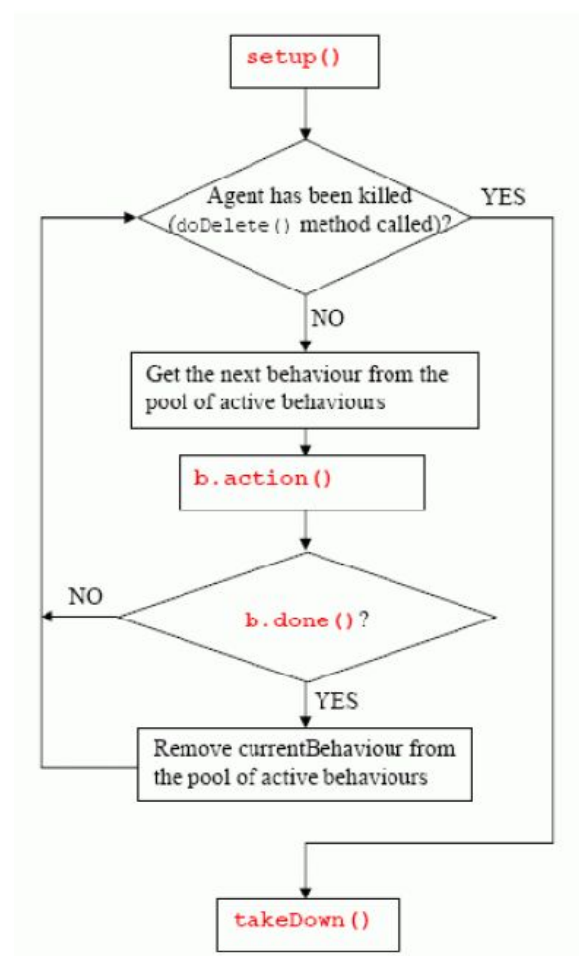 setup()
Agent has been killed
(doDelete() method called)?
YES
NO
Get the next behaviour from the
pool of active behaviours
b.action()
NO
b.done()?
YES
Remove currentBehaviour from
the pool of active behaviours
takeDown()